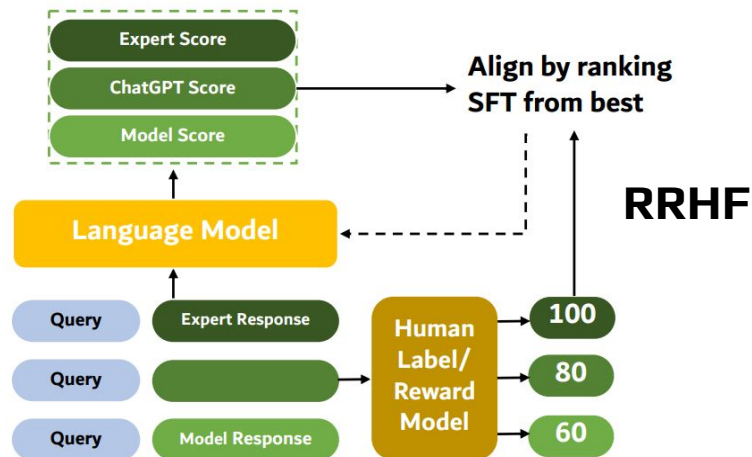 Expert Score
ChatGPT Score
Model Score
Align by ranking
SFT from best
RRHF
Language Model
Query
Expert Response
Query
Query
Model Response
Human
Label/
Reward
Model
100
80
60